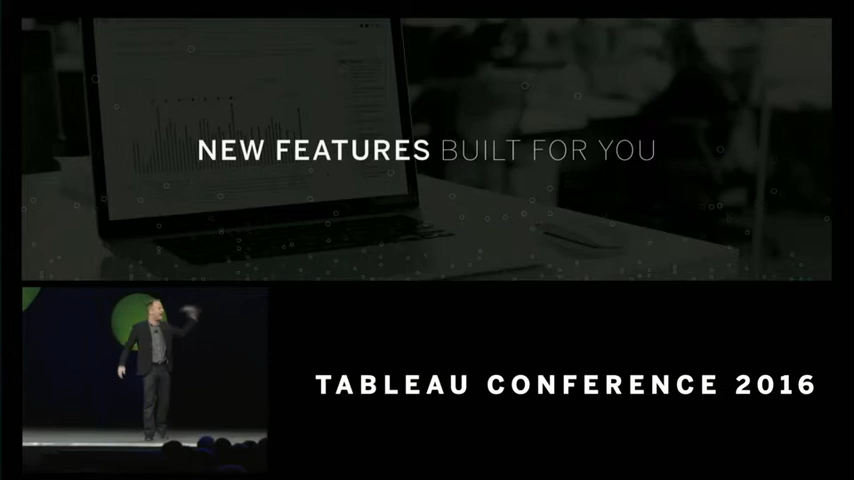 NEW FEATURES BUILT FOR YOU
TABLEAU CONFERENCE 2016